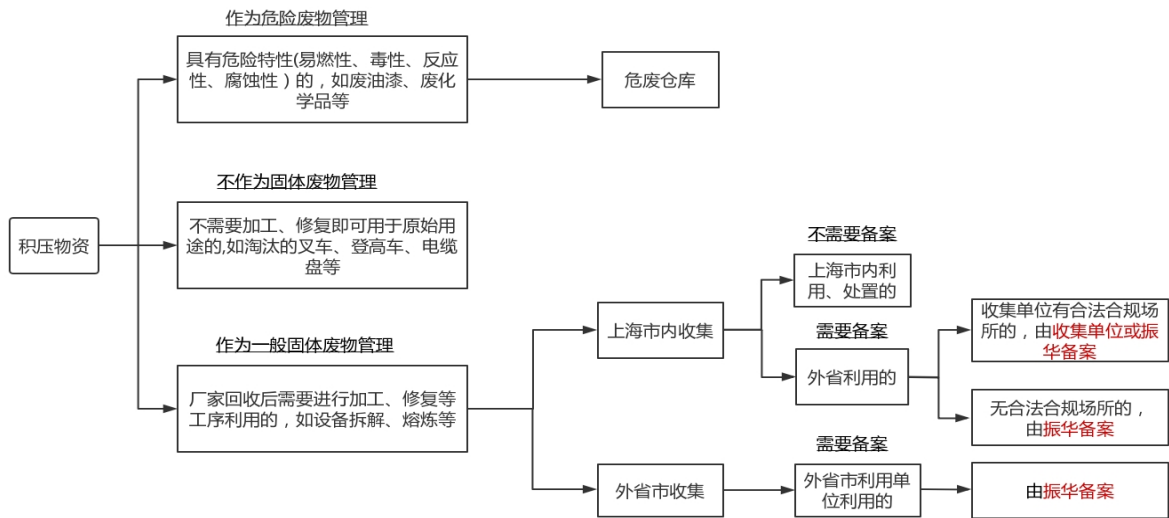 作为危险废物管理
具有危险特性(易燃性、毒性、反应
性、腐蚀性）的，如废油漆、废化
学品等
危废仓库
不作为固体废物管理
积压物资
不需要加工、修复即可用于原始用
途的,如淘汰的叉车、登高车、电缆
盘等
作为一般固体废物管理
厂家回收后需要进行加工、修复等
工序利用的，如设备拆解、熔炼等
上海市内收集
不需要备案
上海市内利
用、处置的
需要备案
外省利用的
收集单位有合法合规场
所的，由收集单位或振
华备案
无合法合规场所的，
由振华备案
外省市收集
需要备案
外省市利用单
位利用的
由振华备案